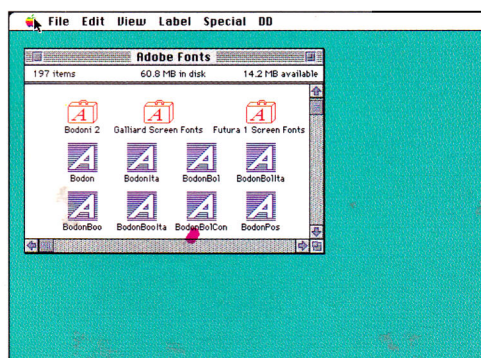 File Edit View Label Special DD
Adobe Fonts
197 items 60.8 MB in disk 14.2 MB available
Bodoni 2 Galliard Screen Fonts Futura 1 Screen Fonts
Bodon BodonIta BodonBol BodonBolIta
BodonBoo BodonBooIta BodonBolCon BodonPos